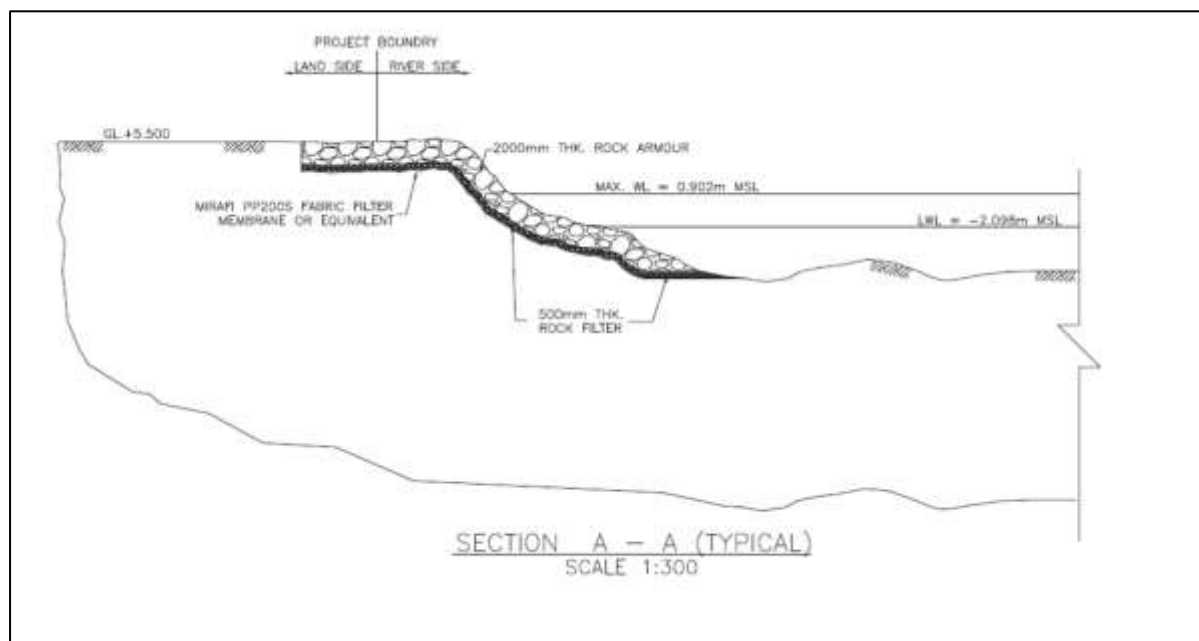 PROJECT BOUNDRY
LAND SIDE RIVER SIDE
GL.+5.500
2000mm THK. ROCK ARMOUR
MAX. WL = 0.902m MSL
MIRAFI PP200S FABRIC FILTER
MEMBRANE OR EQUIVALENT
LWL = -2.098m MSL
500mm THK.
ROCK FILTER
SECTION A - A (TYPICAL)
SCALE 1:300